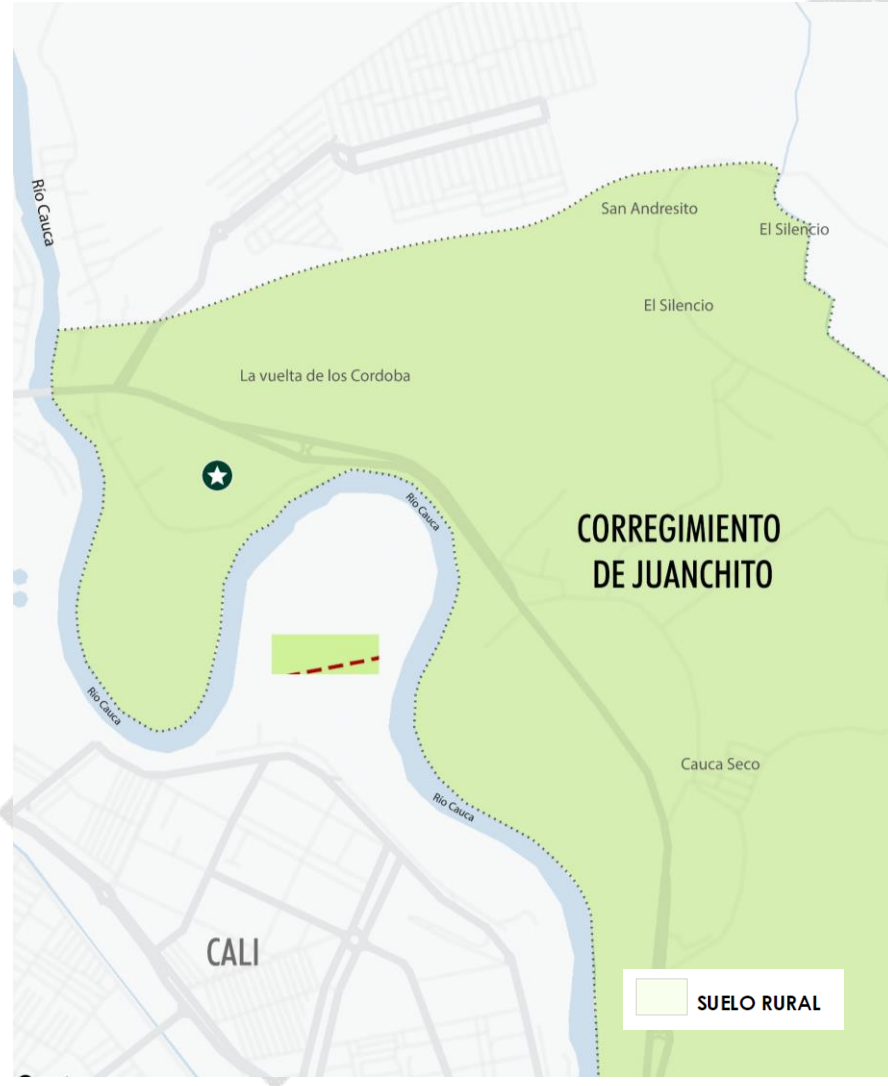 Río Cauca
San Andresito
El Silencio
El Silencio
La vuelta de los Cordoba
Río Cauca
CORREGIMIENTO
DE JUANCHITO
Río Cauca
Cauca Seco
Río Cauca
CALI
SUELO RURAL